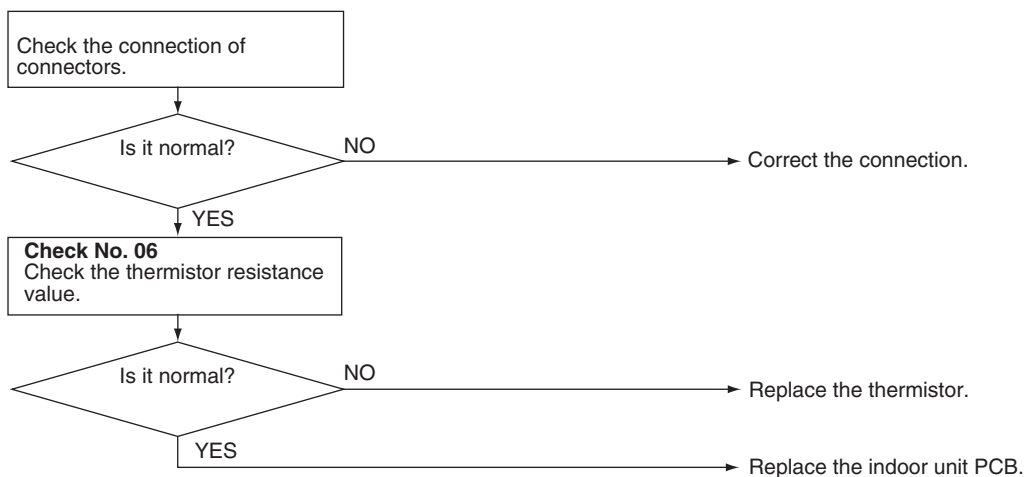 Check the connection of
connectors.
Is it normal?
NO
Correct the connection.
YES
Check No. 06
Check the thermistor resistance
value.
Is it normal?
NO
Replace the thermistor.
YES
Replace the indoor unit PCB.